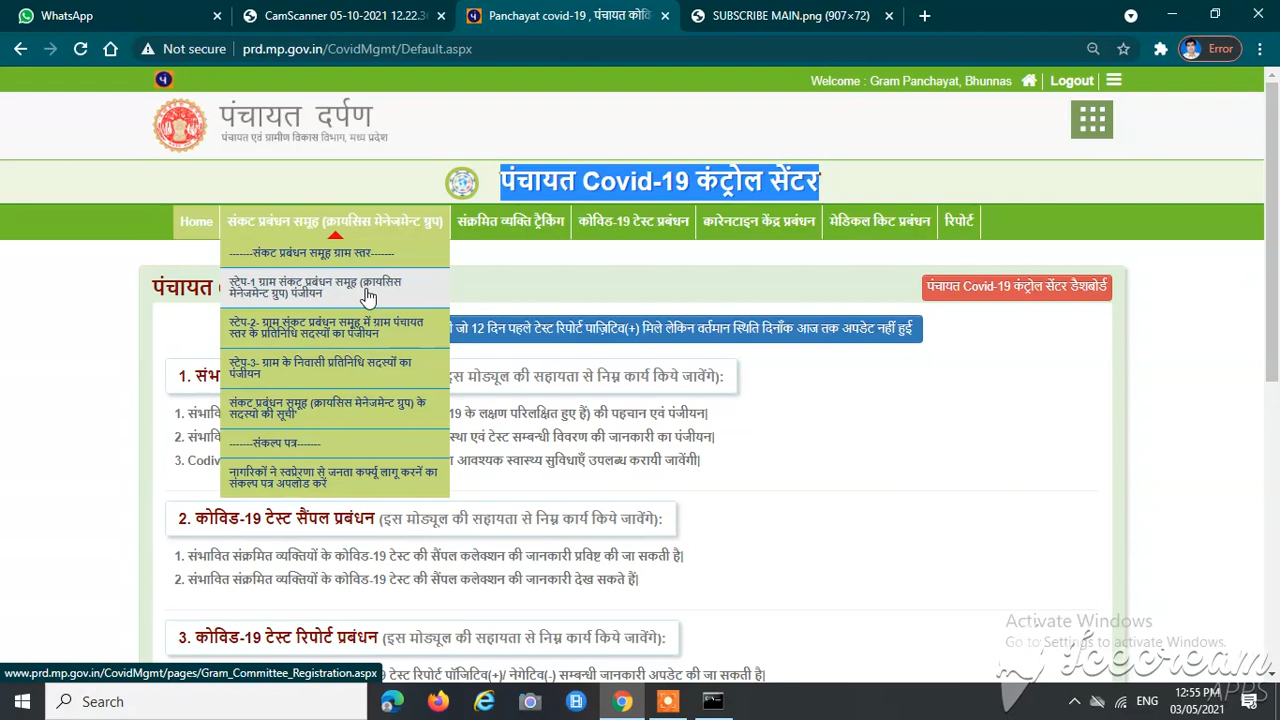 WhatsApp
CamScanner 05-10-2021 12.22.3
Panchayat covid-19 , पंचायत कोवि
SUBSCRIBE MAIN.png (907×72)
Not secure
prd.mp.gov.in/CovidMgmt/Default.aspx
Error
Welcome : Gram Panchayat, Bhunnas
Logout
पंचायत दर्पण
पंचायत एवं ग्रामीण विकास विभाग, मध्य प्रदेश
पंचायत Covid-19 कंट्रोल सेंटर
Home
संकट प्रबंधन समूह (क्रायसिस मेनेजमेन्ट ग्रुप)
संक्रमित व्यक्ति ट्रैकिंग
कोविड-19 टेस्ट प्रबंधन
क्वारेनटाइन केंद्र प्रबंधन
मेडिकल किट प्रबंधन
रिपोर्ट
-------संकट प्रबंधन समूह ग्राम स्तर-------
स्टेप-1 ग्राम संकट प्रबंधन समूह (क्रायसिस
मेनेजमेन्ट ग्रुप) पंजीयन
स्टेप-2- ग्राम संकट प्रबंधन समूह में ग्राम पंचायत
स्तर के प्रतिनिधि सदस्यों का पंजीयन
स्टेप-3- ग्राम के निवासी प्रतिनिधि सदस्यों का
पंजीयन
संकट प्रबंधन समूह (क्रायसिस मेनेजमेन्ट ग्रुप) के
सदस्यो की सूची
-------संकल्प पत्र-------
नागरिकों ने स्वप्रेरणा से जनता कर्फ्यू लागू करनें का
संकल्प पत्र अपलोड करें
पंचायत
पंचायत Covid-19 कंट्रोल सेंटर डैशबोर्ड
जो 12 दिन पहले टेस्ट रिपोर्ट पाज़िटिव(+) मिले लेकिन वर्तमान स्थिति दिनाँक आज तक अपडेट नहीं हुई
1. संभा
इस मोड्यूल की सहायता से निम्न कार्य किये जावेंगे):
1. संभावि
19 के लक्षण परिलक्षित हुए हैं) की पहचान एवं पंजीयन|
2. संभावि
स्था एवं टेस्ट सम्बन्धी विवरण की जानकारी का पंजीयन|
3. Codiv
ा आवश्यक स्वास्थ्य सुविधाएँ उपलब्ध करायी जावेंगी|
2. कोविड-19 टेस्ट सैंपल प्रबंधन (इस मोड्यूल की सहायता से निम्न कार्य किये जावेंगे):
1. संभावित संक्रमित व्यक्तियों के कोविड-19 टेस्ट की सैंपल कलेक्शन की जानकारी प्रविष्ट की जा सकती है|
2. संभावित संक्रमित व्यक्तियों के कोविड-19 टेस्ट की सैंपल कलेक्शन की जानकारी देख सकते हैं|
3. कोविड-19 टेस्ट रिपोर्ट प्रबंधन (इस मोड्यूल की सहायता से निम्न कार्य किये जावेंगे):
टेस्ट रिपोर्ट पॉजिटिव(+)/ नेगेटिव(-) सम्बन्धी जानकारी अपडेट की जा सकती है|
Activate Windows
Go to Settings to activate Windows.
Icecream
APPS
www.prd.mp.gov.in/CovidMgmt/pages/Gram_Committee_Registration.aspx
Search
ENG
12:55 PM
03/05/2021